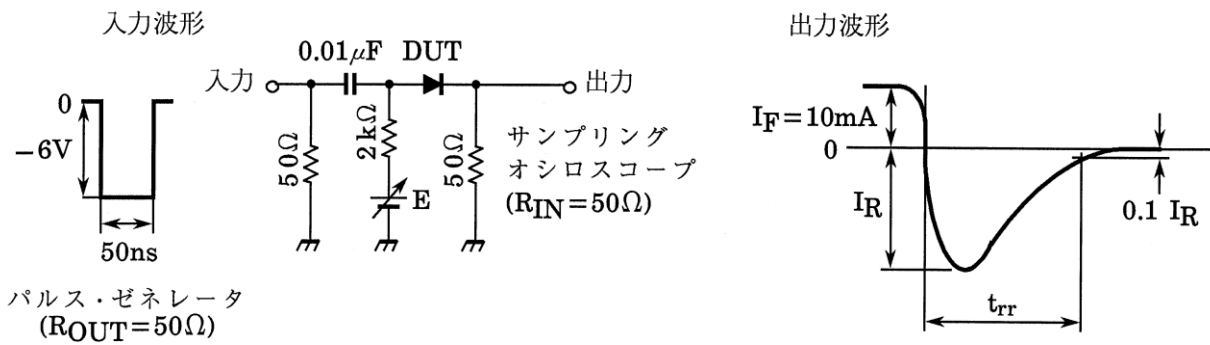 入力波形
0
−6V
50ns
パルス・ゼネレータ
(ROUT=50Ω)
0.01μF DUT
入力
出力
50Ω
2kΩ
E
50Ω
サンプリング
オシロスコープ
(RIN=50Ω)
出力波形
IF=10mA
0
IR
0.1 IR
trr